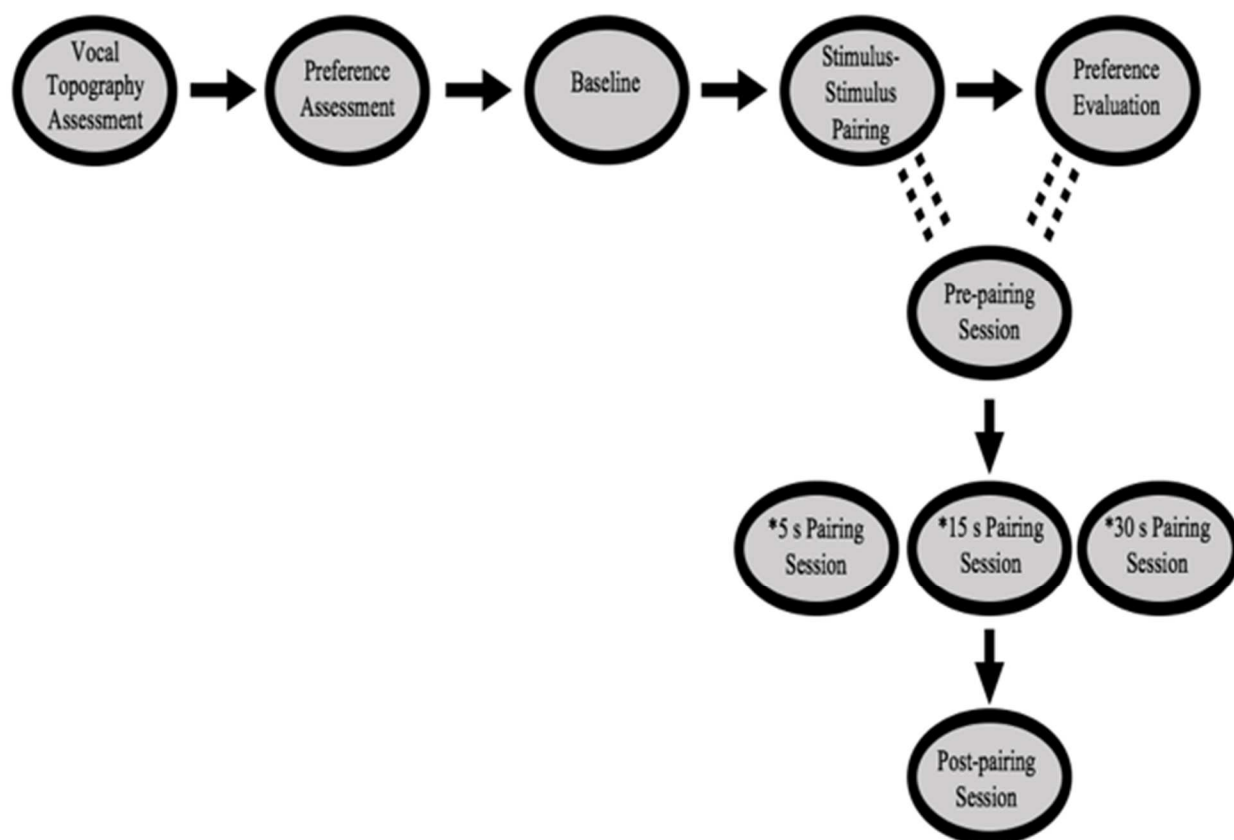 Vocal
Topography
Assessment
Preference
Assessment
Baseline
Stimulus-
Stimulus
Pairing
Preference
Evaluation
Pre-pairing
Session
*5 s Pairing
Session
*15 s Pairing
Session
*30 s Pairing
Session
Post-pairing
Session